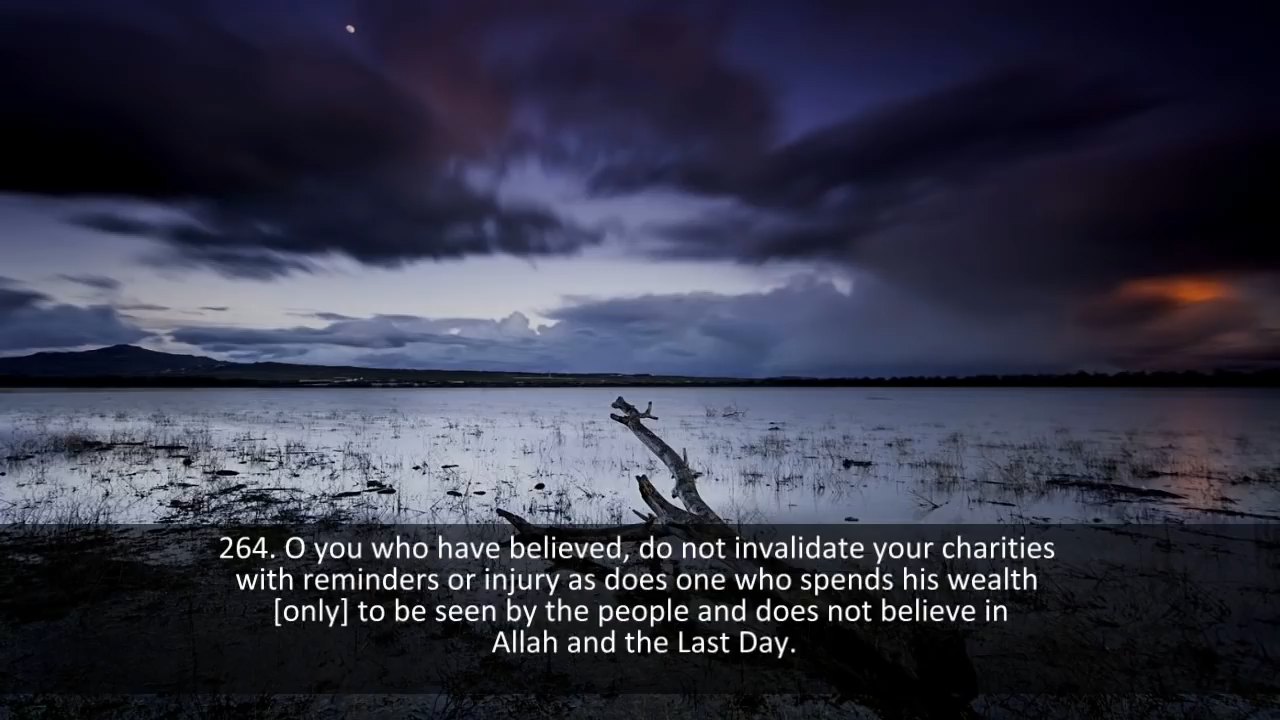 264. O you who have believed, do not invalidate your charities
with reminders or injury as does one who spends his wealth
[only] to be seen by the people and does not believe in
Allah and the Last Day.